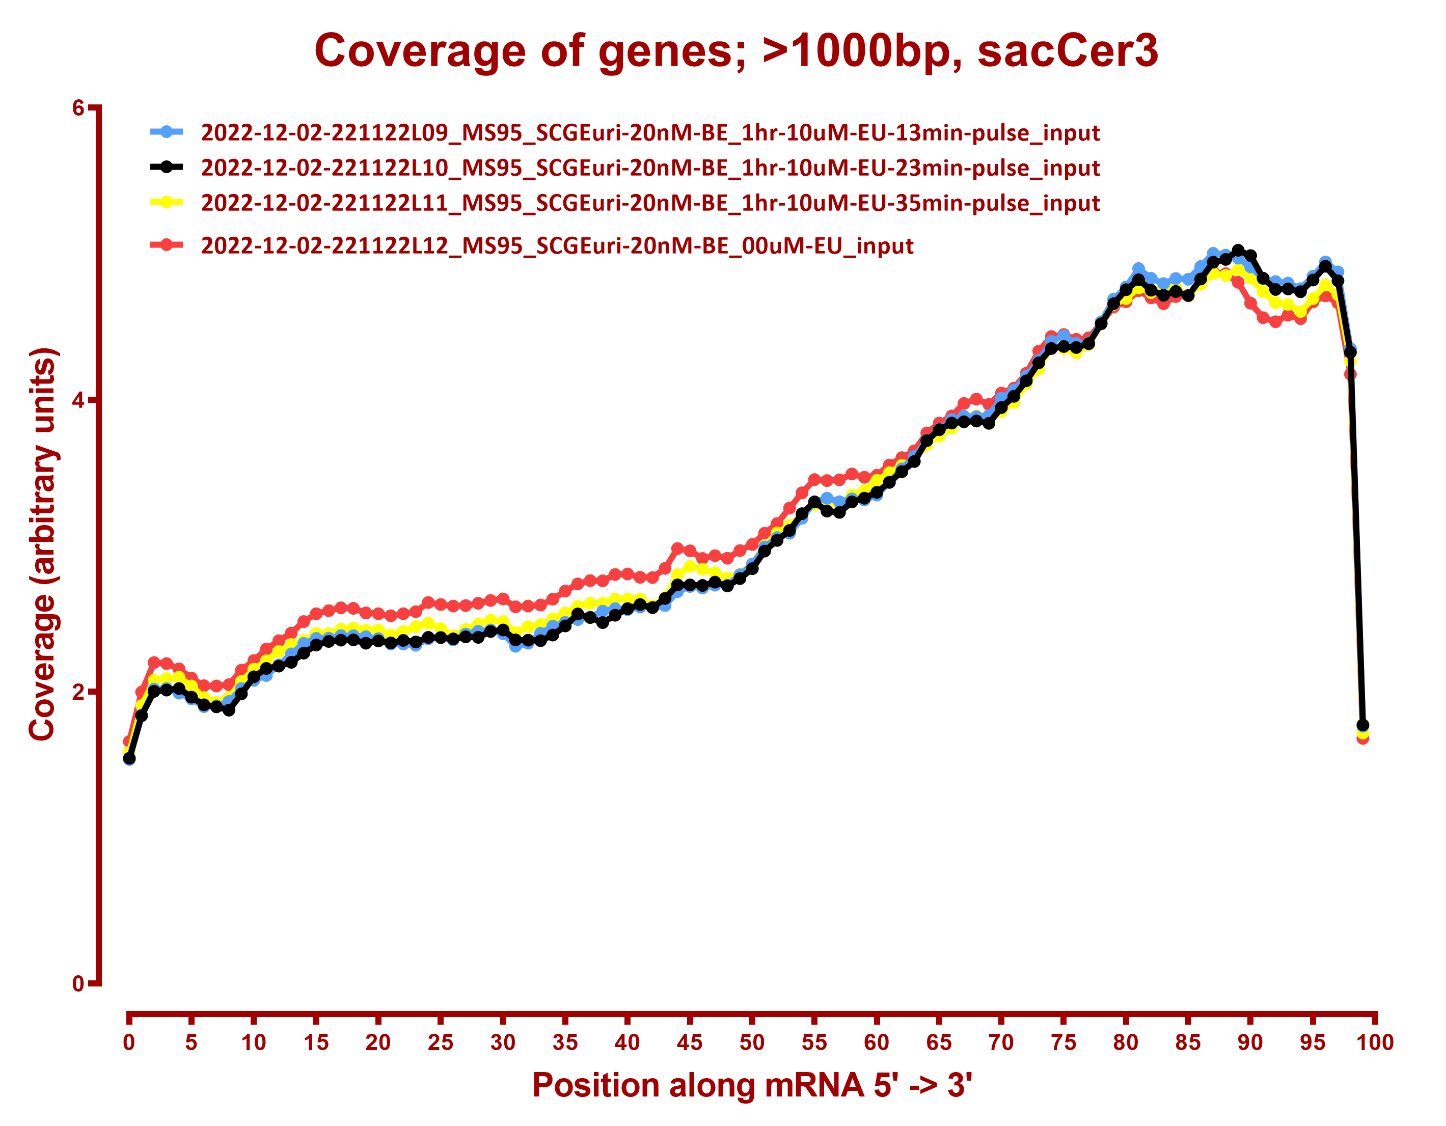 Coverage of genes; >1000bp, sacCer3
6
2022-12-02-221122L09_MS95_SCGEuri-20nM-BE_1hr-10uM-EU-13min-pulse_input
2022-12-02-221122L10_MS95_SCGEuri-20nM-BE_1hr-10uM-EU-23min-pulse_input
2022-12-02-221122L11_MS95_SCGEuri-20nM-BE_1hr-10uM-EU-35min-pulse_input
2022-12-02-221122L12_MS95_SCGEuri-20nM-BE_00uM-EU_input
4
Coverage (arbitrary units)
2
0
0 5 10 15 20 25 30 35 40 45 50 55 60 65 70 75 80 85 90 95 100
Position along mRNA 5' -> 3'